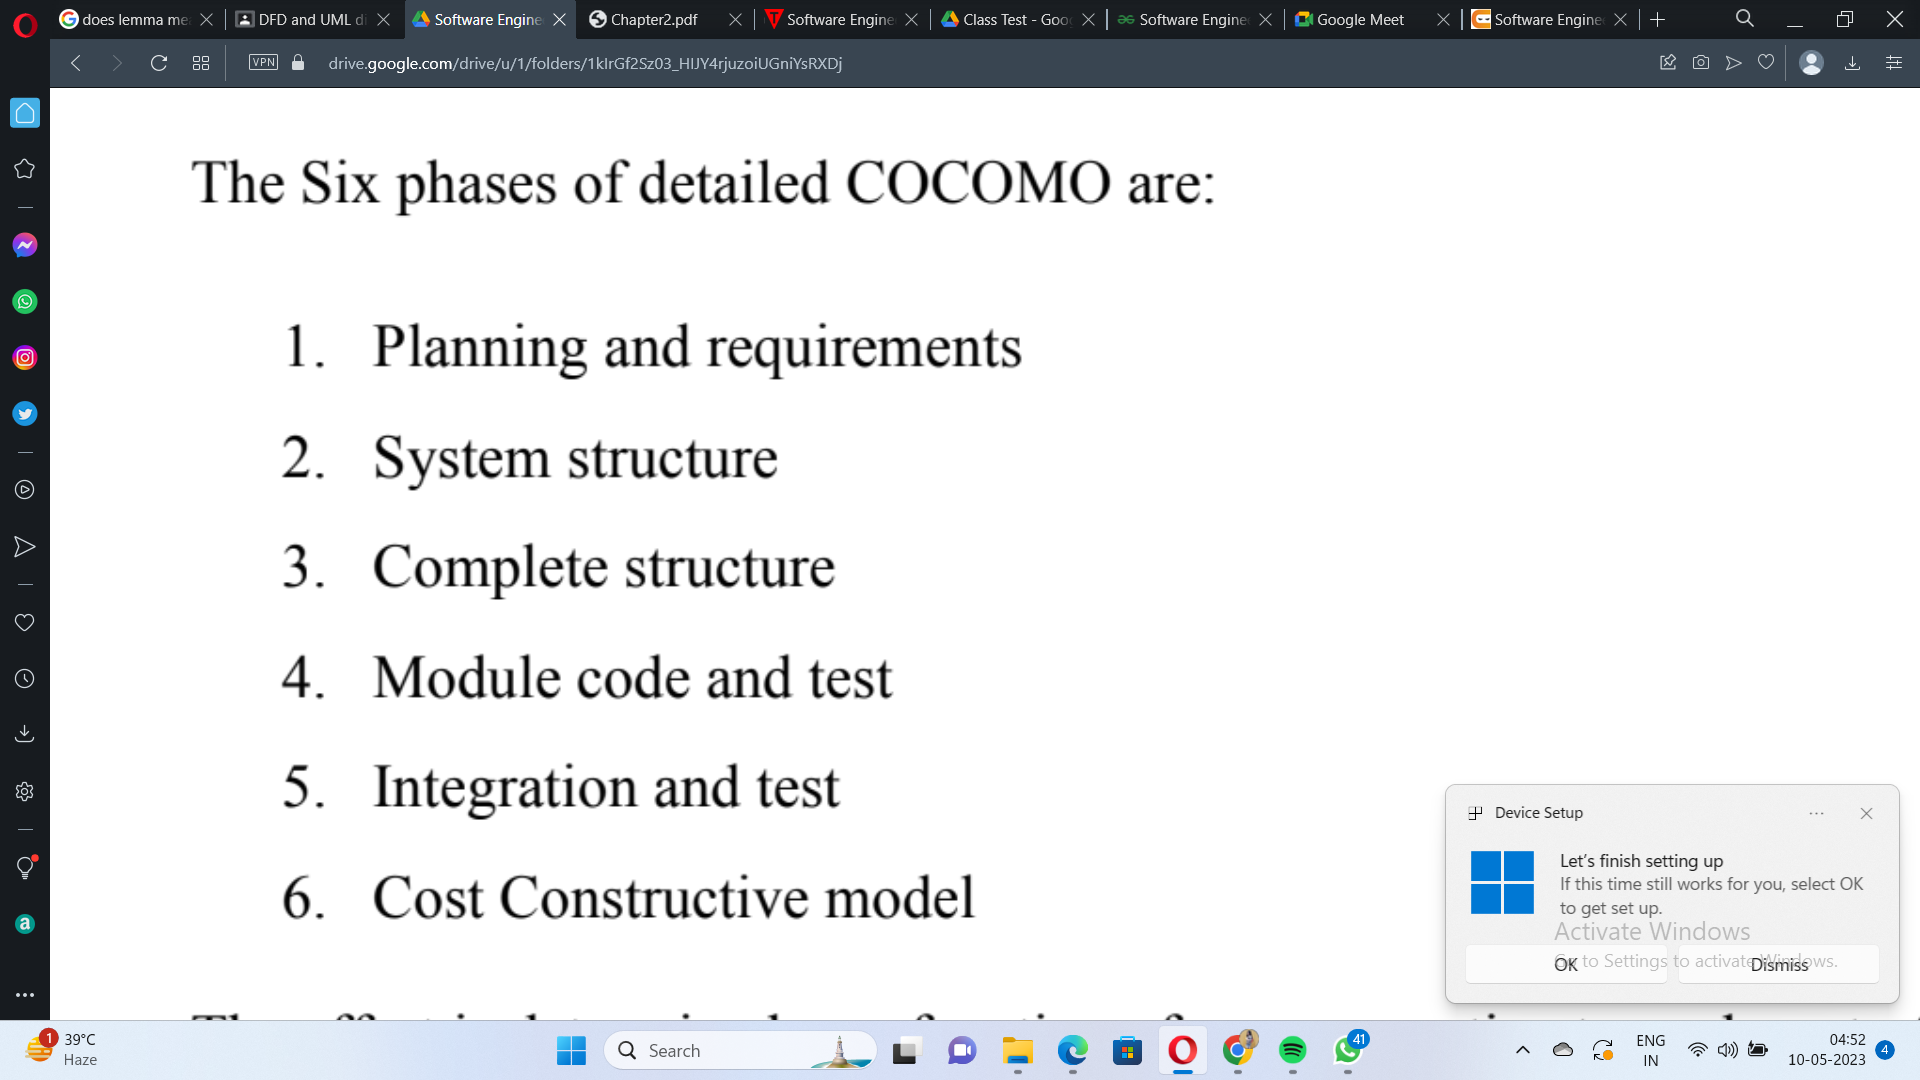 does lemma me
DFD and UML di
Software Engine
Chapter2.pdf
Software Engine
Class Test - Goo
Software Engine
Google Meet
Software Engine
VPN
drive.google.com/drive/u/1/folders/1kIrGf2Sz03_HIJY4rjuzoiUGniYsRXDj
The Six phases of detailed COCOMO are:
1. Planning and requirements
2. System structure
3. Complete structure
4. Module code and test
5. Integration and test
6. Cost Constructive model
Device Setup
Let's finish setting up
If this time still works for you, select OK
to get set up.
Activate Windows
Go to Settings to activate Windows.
OK
Dismiss
1
39°C
Haze
Search
41
ENG
IN
04:52
10-05-2023
4